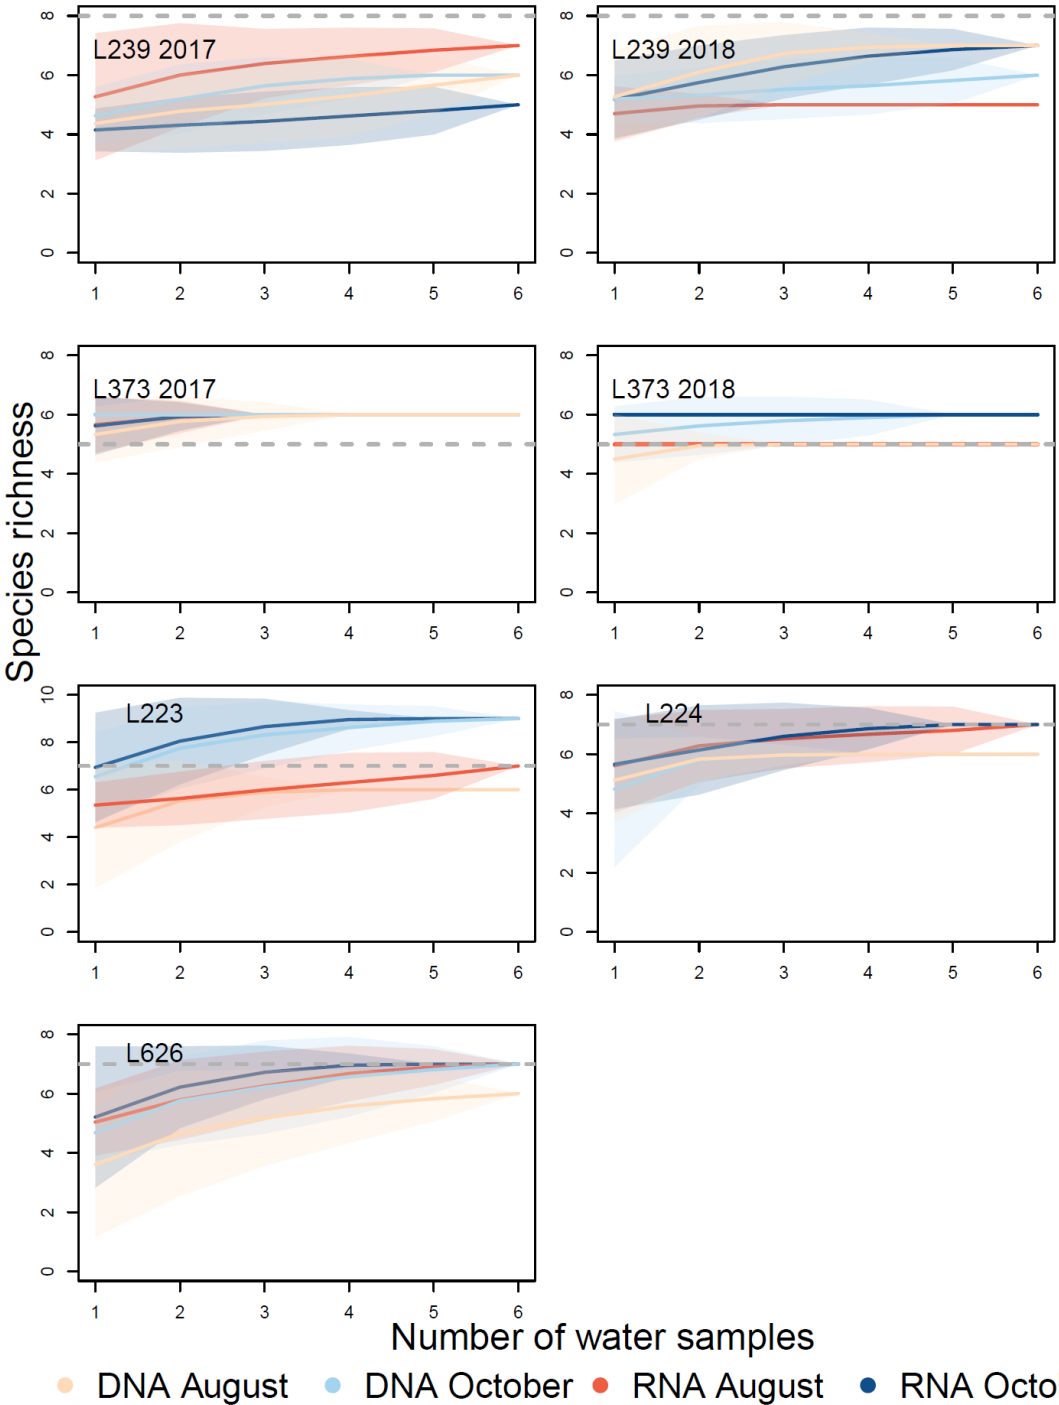 L239 2017
8
6
4
2
0
1 2 3 4 5 6
L239 2018
8
6
4
2
0
1 2 3 4 5 6
L373 2017
8
6
4
2
0
1 2 3 4 5 6
L373 2018
8
6
4
2
0
1 2 3 4 5 6
Species richness
L223
10
8
6
4
2
0
1 2 3 4 5 6
L224
8
6
4
2
0
1 2 3 4 5 6
L626
8
6
4
2
0
1 2 3 4 5 6
Number of water samples
DNA August DNA October RNA August RNA Octo